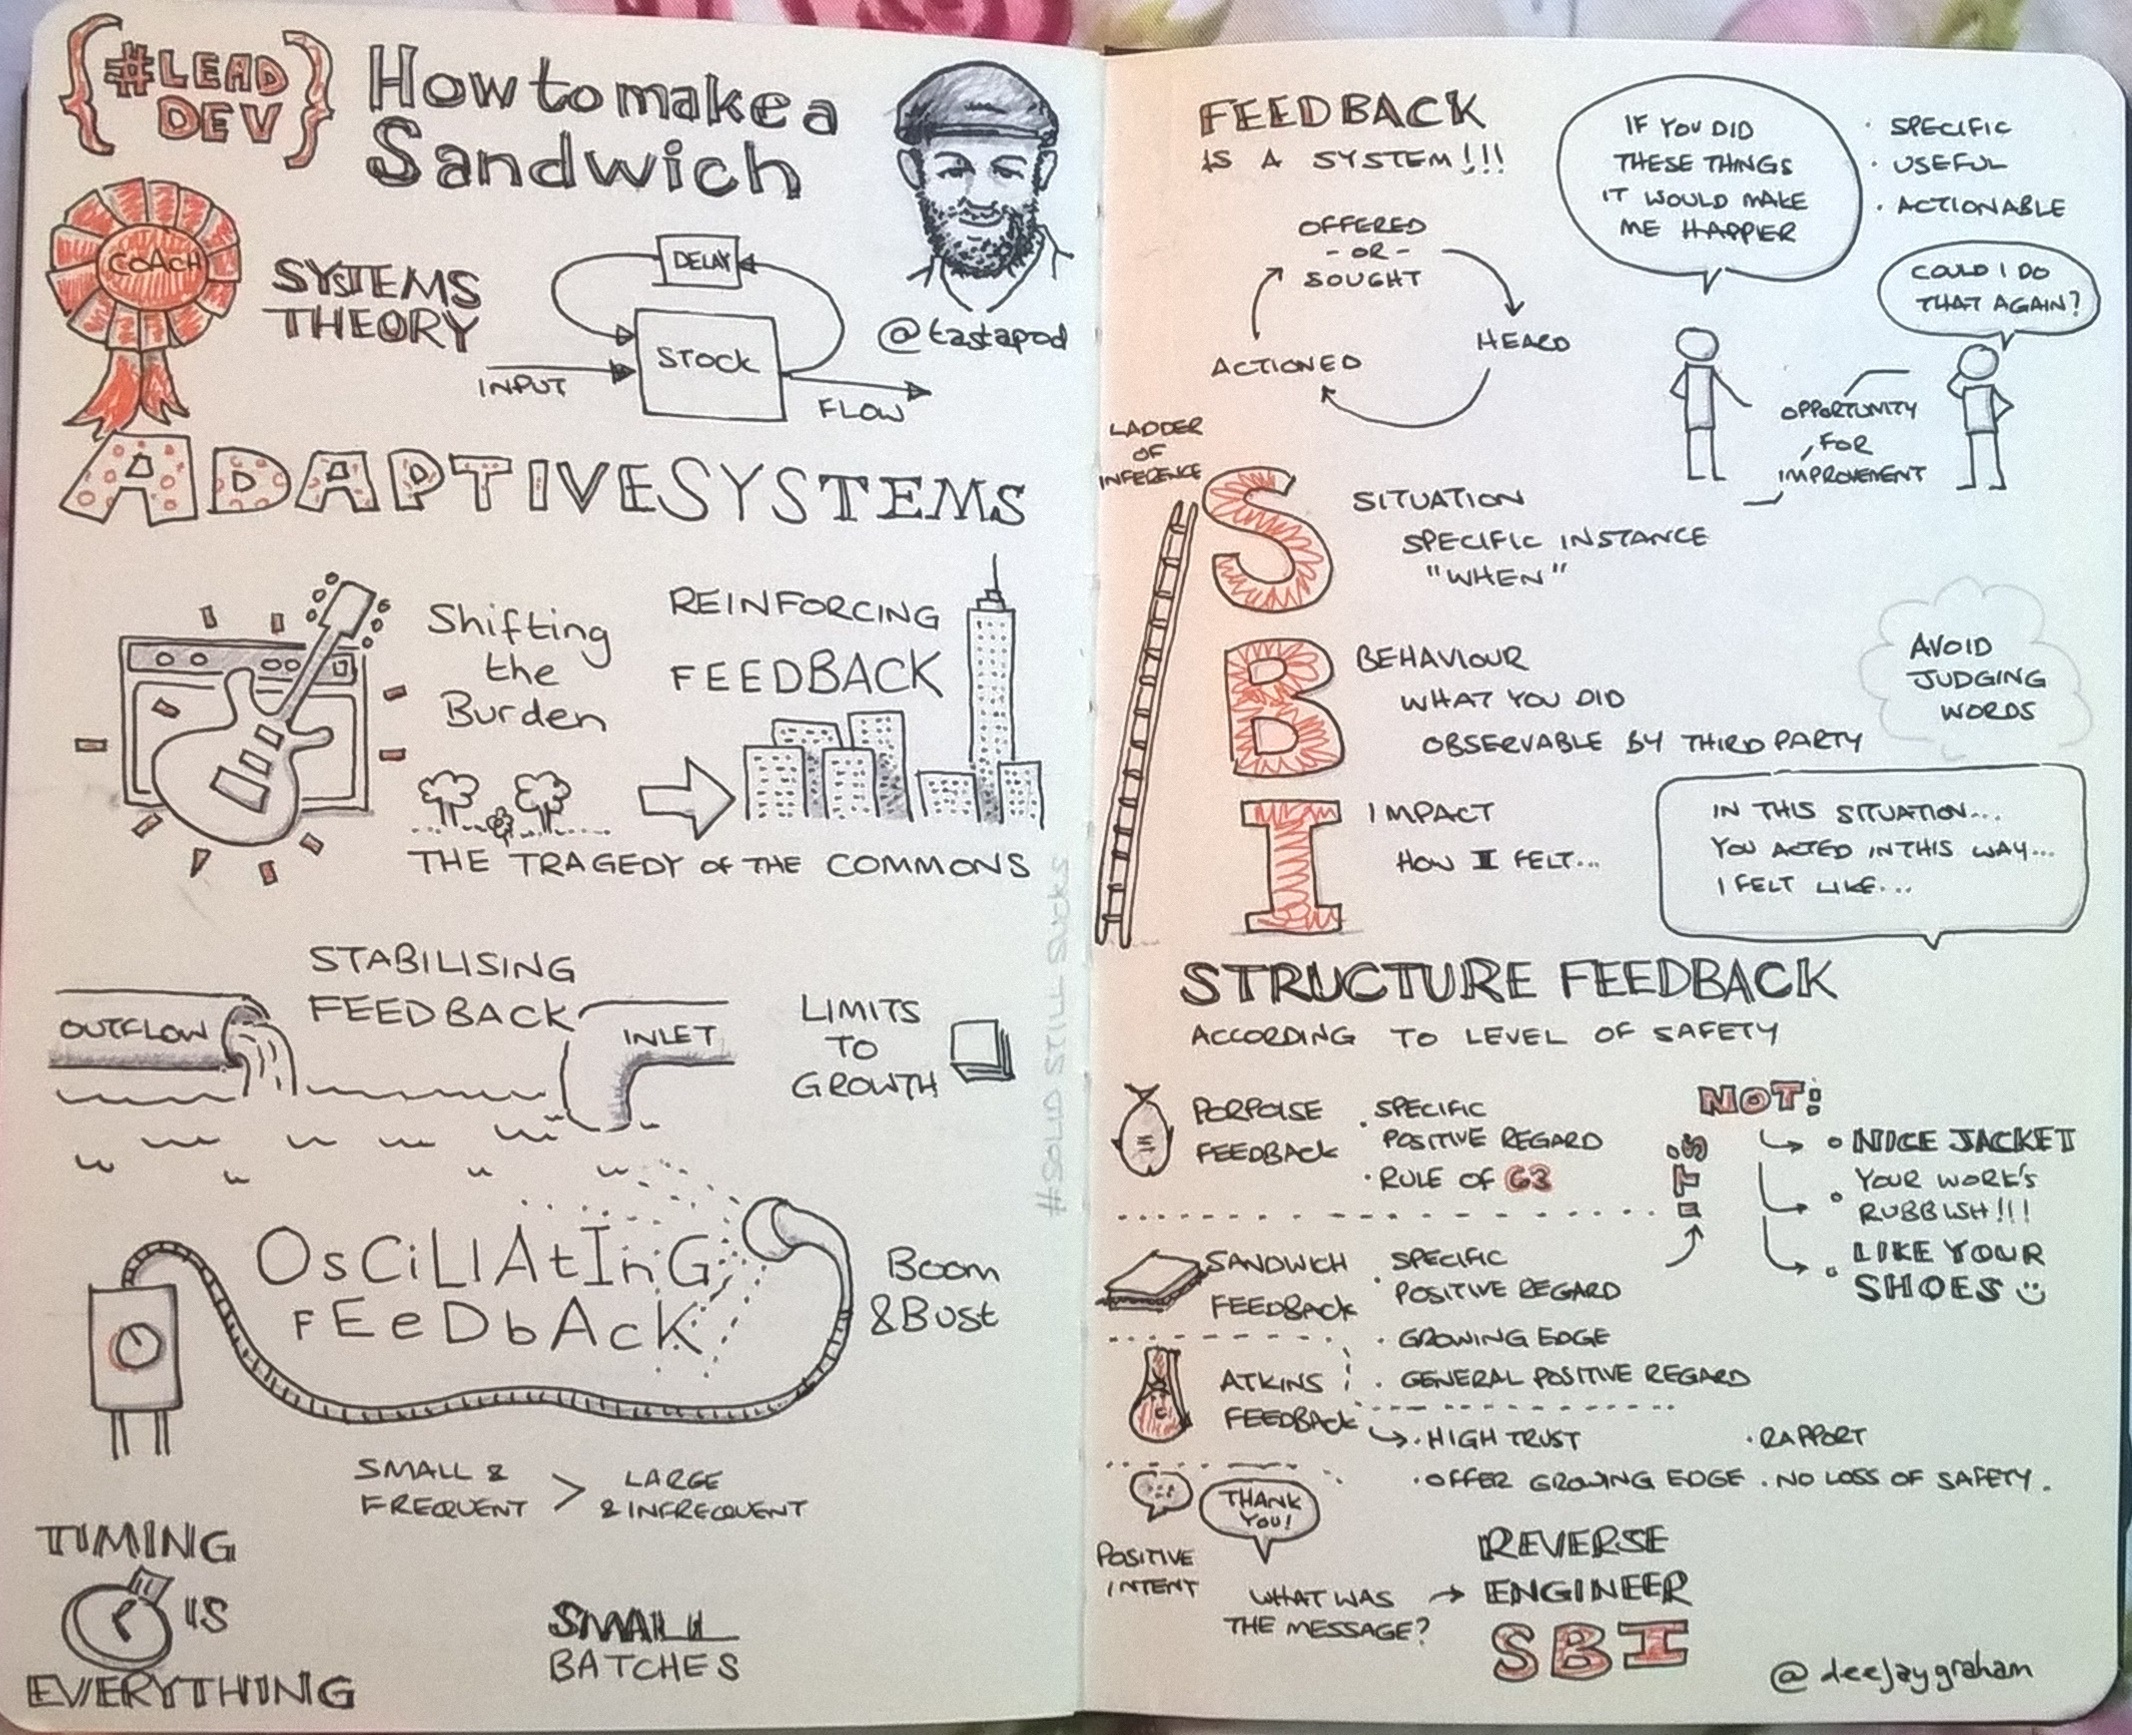 {#LEAD
DEV}
How to make a
Sandwich
COACH
SYSTEMS
THEORY
DELAY
STOCK
INPUT
FLOW
@tastapod
ADAPTIVE SYSTEMS
Shifting
the
Burden
REINFORCING
FEEDBACK
THE TRAGEDY OF THE COMMONS
STABILISING
FEEDBACK
OUTFLOW
INLET
LIMITS
TO
GROWTH
#SOLID STILL SUCKS
OsCiLlAtInG
FEeDbAcK
Boom
&Bust
SMALL &
FREQUENT
>
LARGE
& INFREQUENT
TIMING
IS
EVERYTHING
SMALL
BATCHES
FEEDBACK
IS A SYSTEM!!!
OFFERED
- OR -
SOUGHT
HEARD
ACTIONED
IF YOU DID
THESE THINGS
IT WOULD MAKE
ME HAPPIER
· SPECIFIC
· USEFUL
· ACTIONABLE
COULD I DO
THAT AGAIN?
OPPORTUNITY
FOR
IMPROVEMENT
LADDER
OF
INFERENCE
S
SITUATION
SPECIFIC INSTANCE
"WHEN"
B
BEHAVIOUR
WHAT YOU DID
OBSERVABLE BY THIRD PARTY
AVOID
JUDGING
WORDS
I
IMPACT
HOW I FELT...
IN THIS SITUATION...
YOU ACTED IN THIS WAY...
I FELT LIKE...
STRUCTURE FEEDBACK
ACCORDING TO LEVEL OF SAFETY
PORPOISE
FEEDBACK
· SPECIFIC
POSITIVE REGARD
· RULE OF G3
NOT:
· NICE JACKET
· YOUR WORK'S
RUBBISH!!!
· LIKE YOUR
SHOES
SANDWICH
FEEDBACK
· SPECIFIC
POSITIVE REGARD
· GROWING EDGE
· GENERAL POSITIVE REGARD
ATKINS
FEEDBACK
· HIGH TRUST
· RAPPORT
· OFFER GROWING EDGE
· NO LOSS OF SAFETY.
THANK
YOU!
POSITIVE
INTENT
WHAT WAS
THE MESSAGE?
REVERSE
ENGINEER
SBI
@deejaygraham